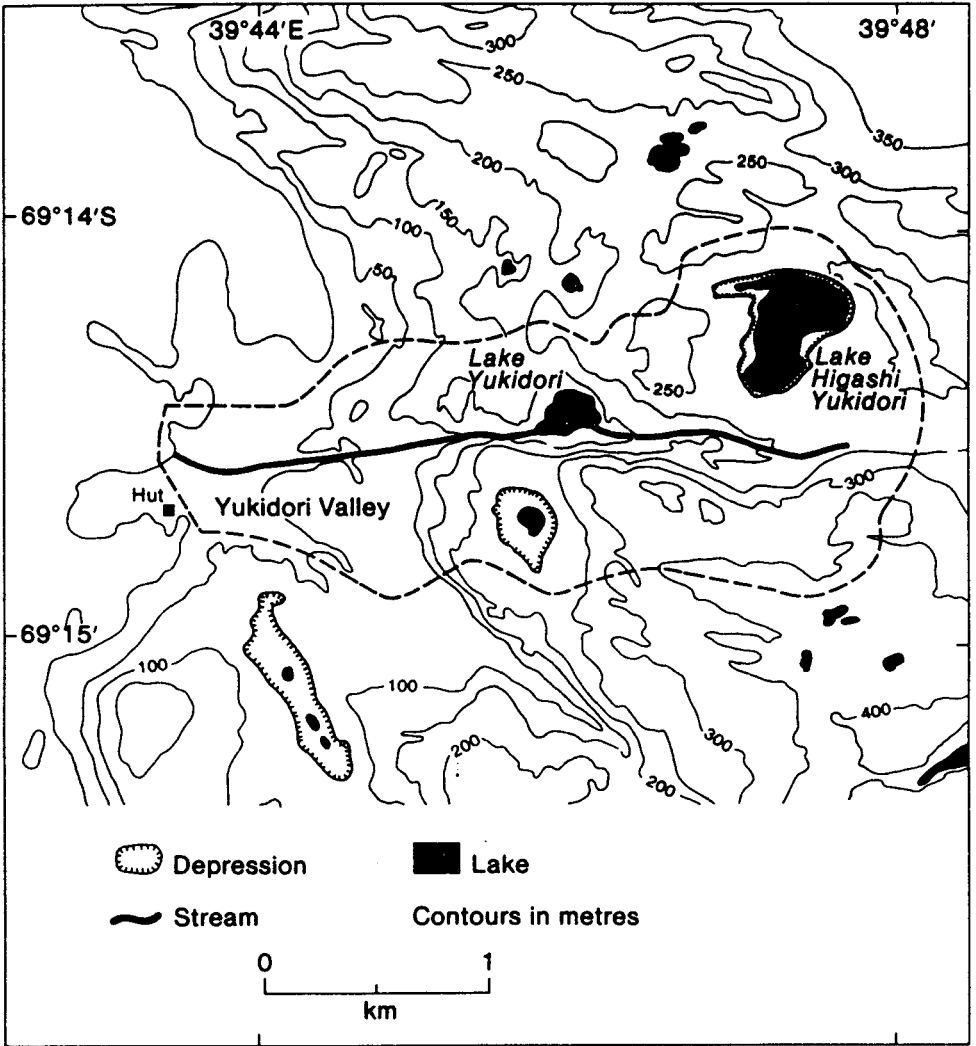 39°44′E
39°48′
300
250
350
200
250
300
69°14′S
150
100
50
Lake
Yukidori
Lake
Higashi
Yukidori
250
300
Hut
Yukidori Valley
69°15′
100
100
400
300
200
200
Depression
Lake
Stream
Contours in metres
0
1
km